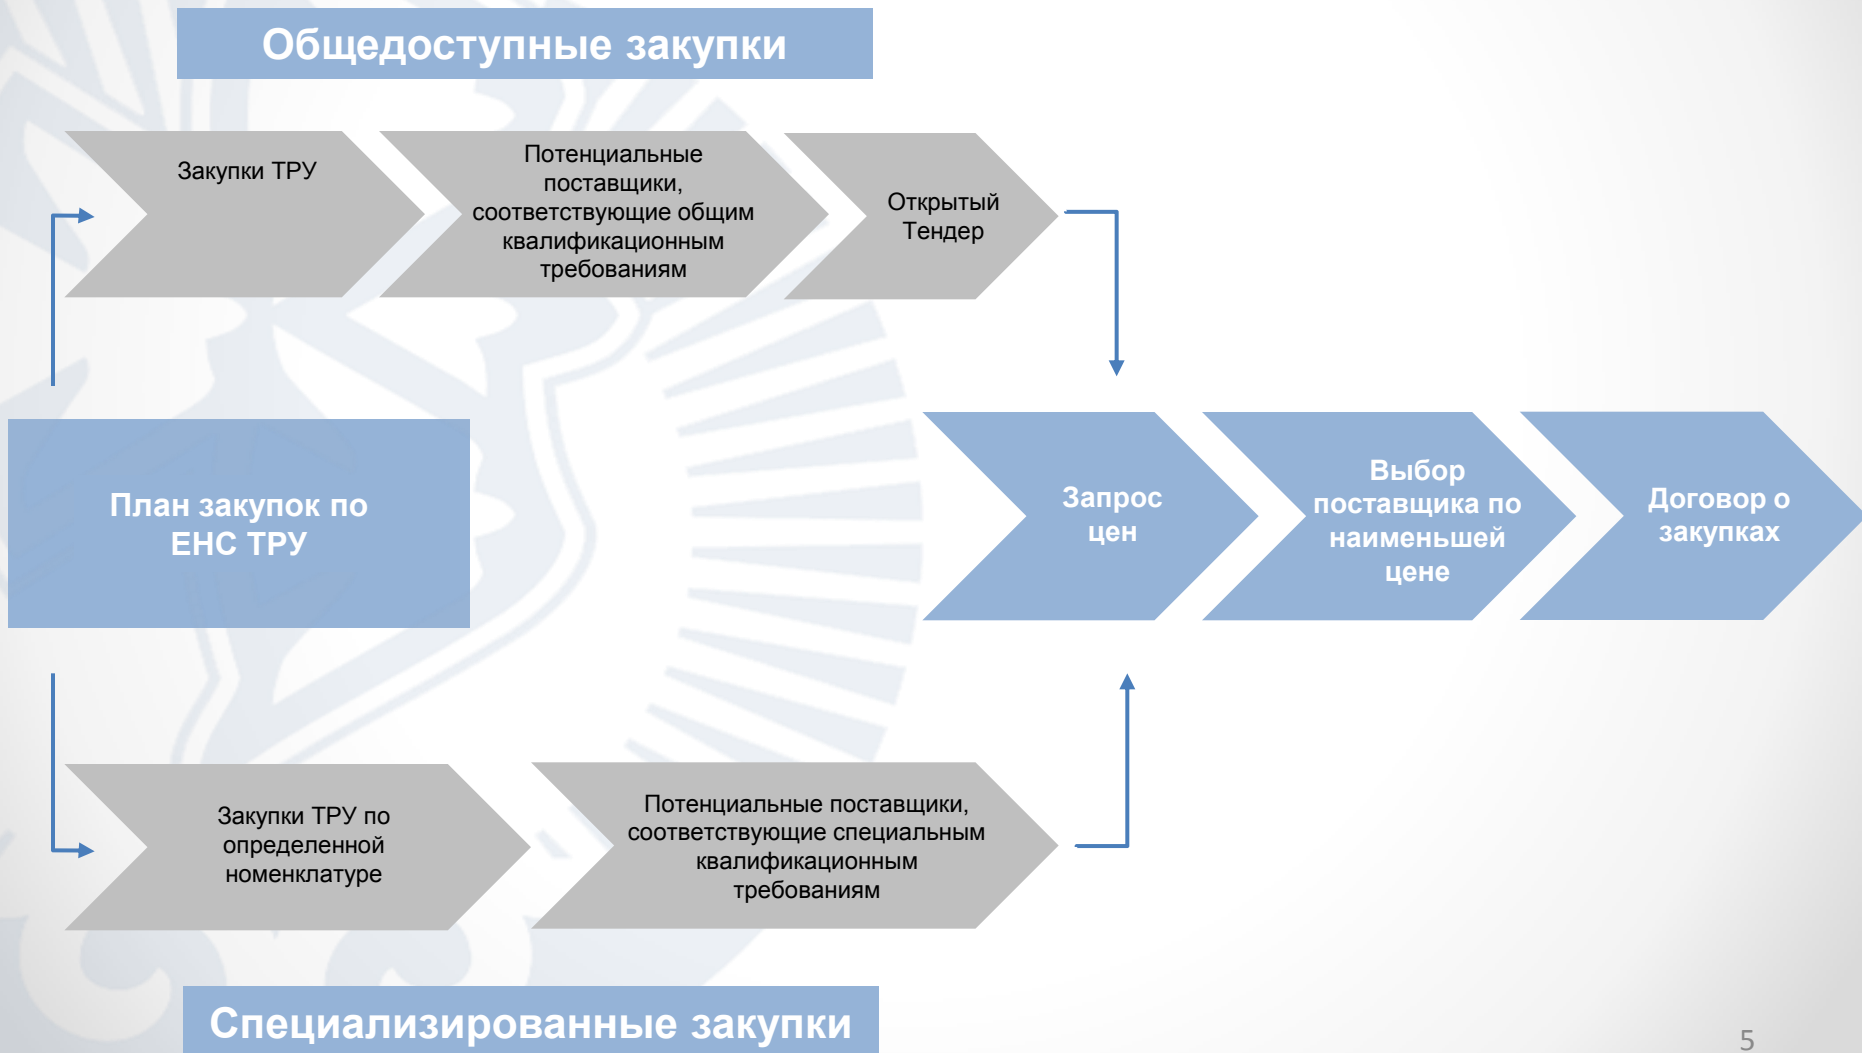 Общедоступные закупки
Закупки ТРУ
Потенциальные
поставщики,
соответствующие общим
квалификационным
требованиям
Открытый
Тендер
План закупок по
ЕНС ТРУ
Запрос
цен
Выбор
поставщика по
наименьшей
цене
Договор о
закупках
Закупки ТРУ по
определенной
номенклатуре
Потенциальные поставщики,
соответствующие специальным
квалификационным
требованиям
Специализированные закупки
5